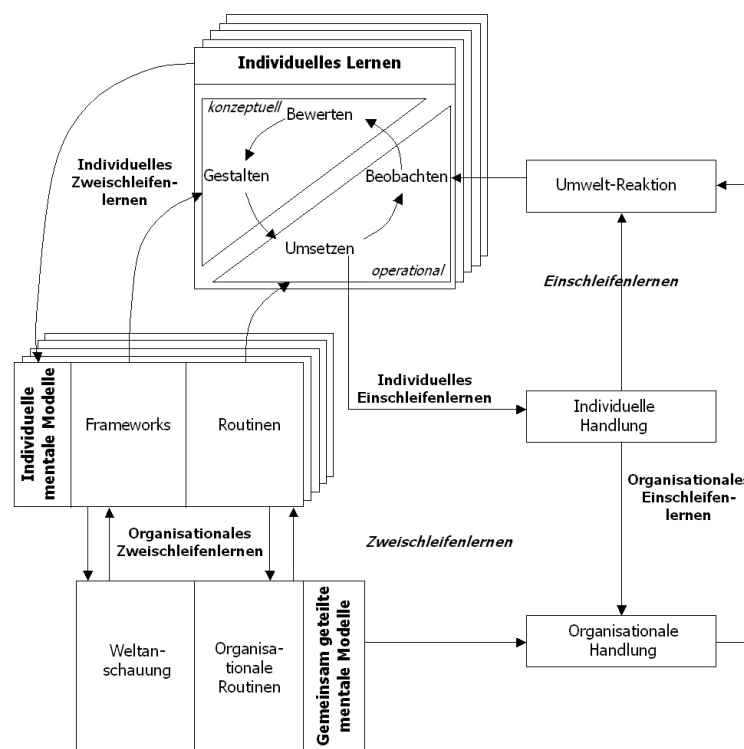 Individuelles Lernen
konzeptuell
Bewerten
Individuelles
Zweischleifen-
lernen
Gestalten
Beobachten
Umwelt-Reaktion
Umsetzen
operational
Einschleifenlernen
Individuelles
Einschleifenlernen
Individuelle
Handlung
Individuelle
mentale Modelle
Frameworks
Routinen
Organisationales
Einschleifen-
lernen
Organisationales
Zweischleifenlernen
Zweischleifenlernen
Weltan-
schauung
Organisa-
tionale
Routinen
Gemeinsam geteilte
mentale Modelle
Organisationale
Handlung